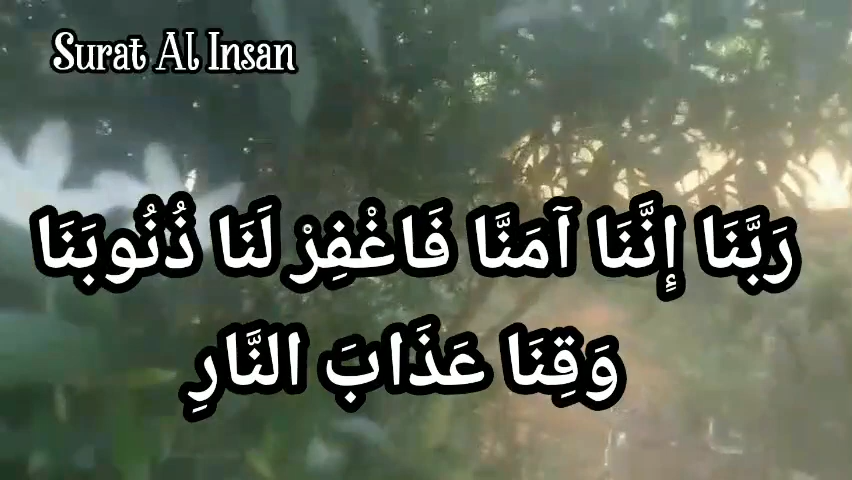 Surat Al Insan
رَبَّنَا إِنَّنَا آمَنَّا فَاغْفِرْ لَنَا ذُنُوبَنَا
وَقِنَا عَذَابَ النَّارِ